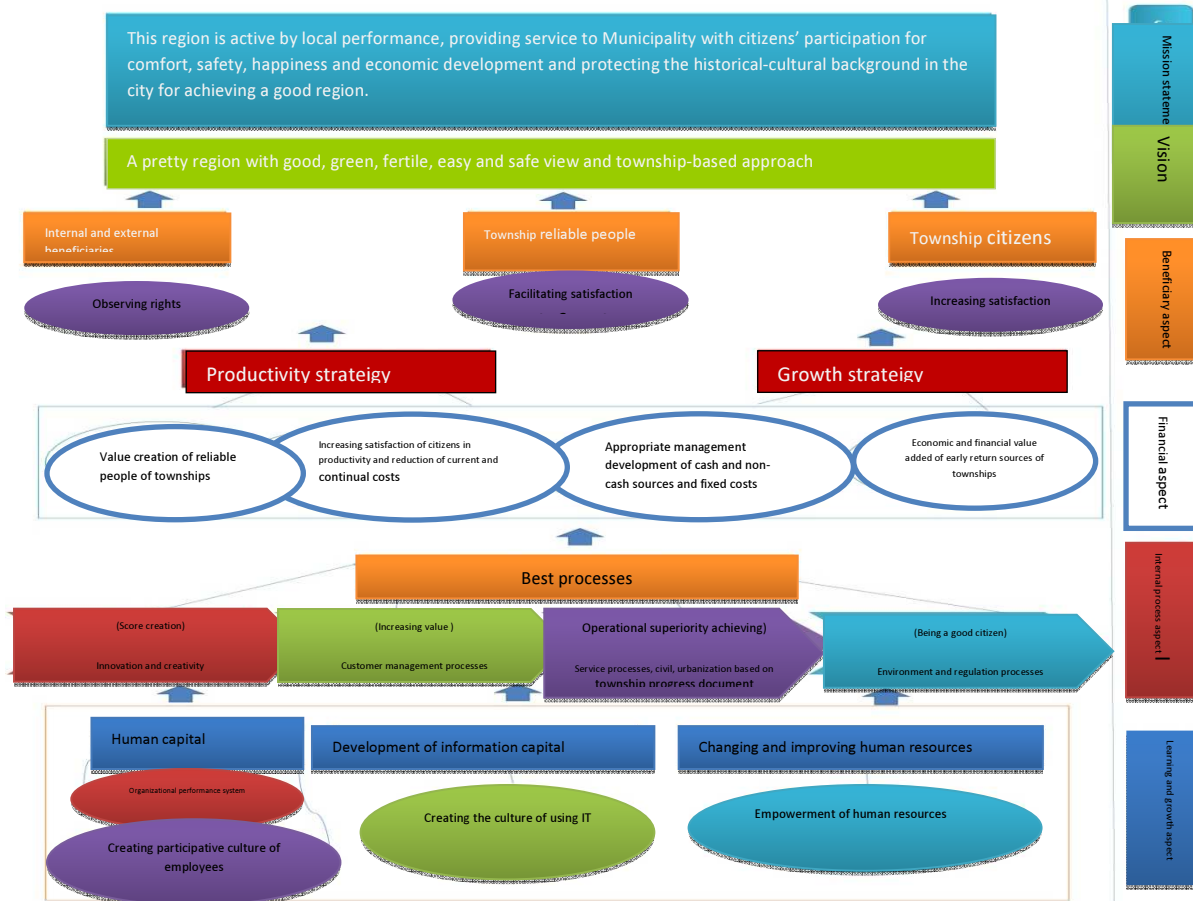 This region is active by local performance, providing service to Municipality with citizens' participation for
comfort, safety, happiness and economic development and protecting the historical-cultural background in the
city for achieving a good region.
Mission stateme
A pretty region with good, green, fertile, easy and safe view and township-based approach
Vision
Internal and external
beneficiaries
Township reliable people
Township citizens
Beneficiary aspect
Observing rights
Facilitating satisfaction
Increasing satisfaction
Productivity strateigy
Growth strateigy
Value creation of reliable
people of townships
Increasing satisfaction of citizens in
productivity and reduction of current and
continual costs
Appropriate management
development of cash and non-
cash sources and fixed costs
Economic and financial value
added of early return sources of
townships
Financial aspect
Best processes
(Score creation)
Innovation and creativity
(Increasing value )
Customer management processes
Operational superiority achieving)
Service processes, civil, urbanization based on
township progress document
(Being a good citizen)
Environment and regulation processes
Internal process aspect
Human capital
Organizational performance system
Creating participative culture of
employees
Development of information capital
Creating the culture of using IT
Changing and improving human resources
Empowerment of human resources
Learning and growth aspect